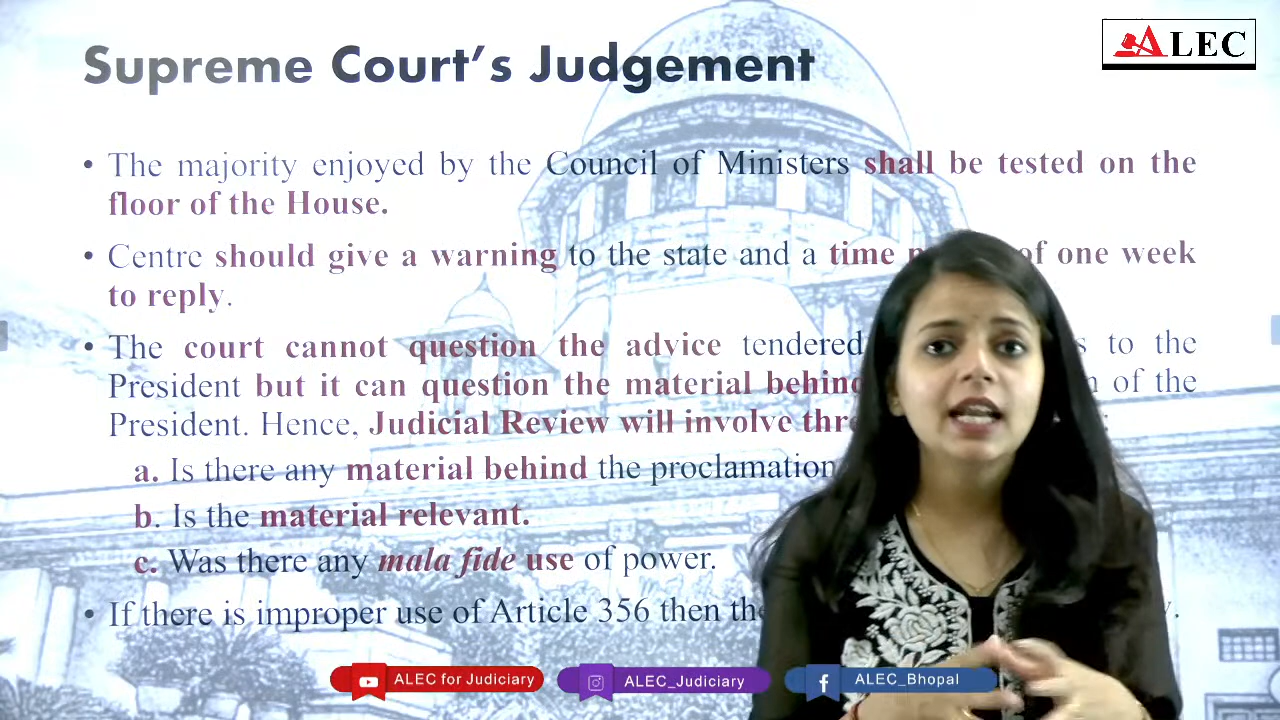 Supreme Court's Judgement
ALEC
• The majority enjoyed by the Council of Ministers shall be tested on the
floor of the House.
• Centre should give a warning to the state and a time of one week
to reply.
• The court cannot question the advice tendered to the
President but it can question the material behind of the
President. Hence, Judicial Review will involve
a. Is there any material behind the proclamation
b. Is the material relevant.
c. Was there any mala fide use of power.
• If there is improper use of Article 356 then
ALEC for Judiciary
ALEC_Judiciary
ALEC_Bhopal